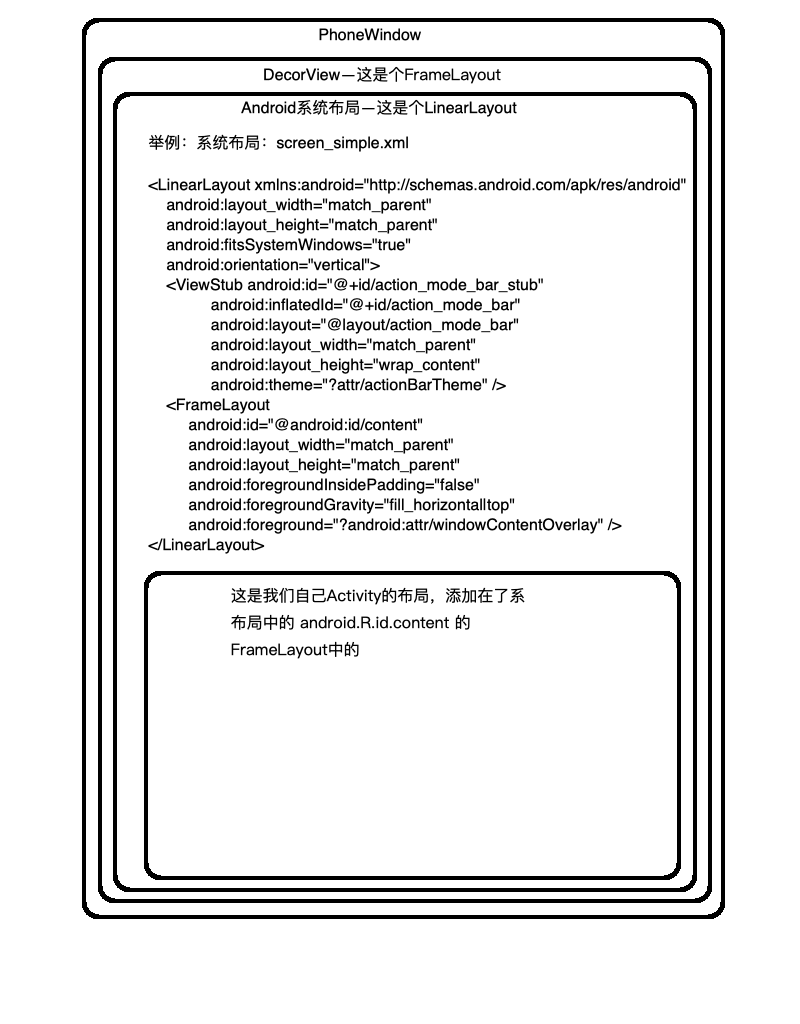 PhoneWindow
DecorView—这是个FrameLayout
Android系统布局—这是个LinearLayout
举例：系统布局：screen_simple.xml
<LinearLayout xmlns:android="http://schemas.android.com/apk/res/android"
android:layout_width="match_parent"
android:layout_height="match_parent"
android:fitsSystemWindows="true"
android:orientation="vertical">
<ViewStub android:id="@+id/action_mode_bar_stub"
android:inflatedId="@+id/action_mode_bar"
android:layout="@layout/action_mode_bar"
android:layout_width="match_parent"
android:layout_height="wrap_content"
android:theme="?attr/actionBarTheme" />
<FrameLayout
android:id="@android:id/content"
android:layout_width="match_parent"
android:layout_height="match_parent"
android:foregroundInsidePadding="false"
android:foregroundGravity="fill_horizontal|top"
android:foreground="?android:attr/windowContentOverlay" />
</LinearLayout>
这是我们自己Activity的布局，添加在了系
布局中的 android.R.id.content 的
FrameLayout中的